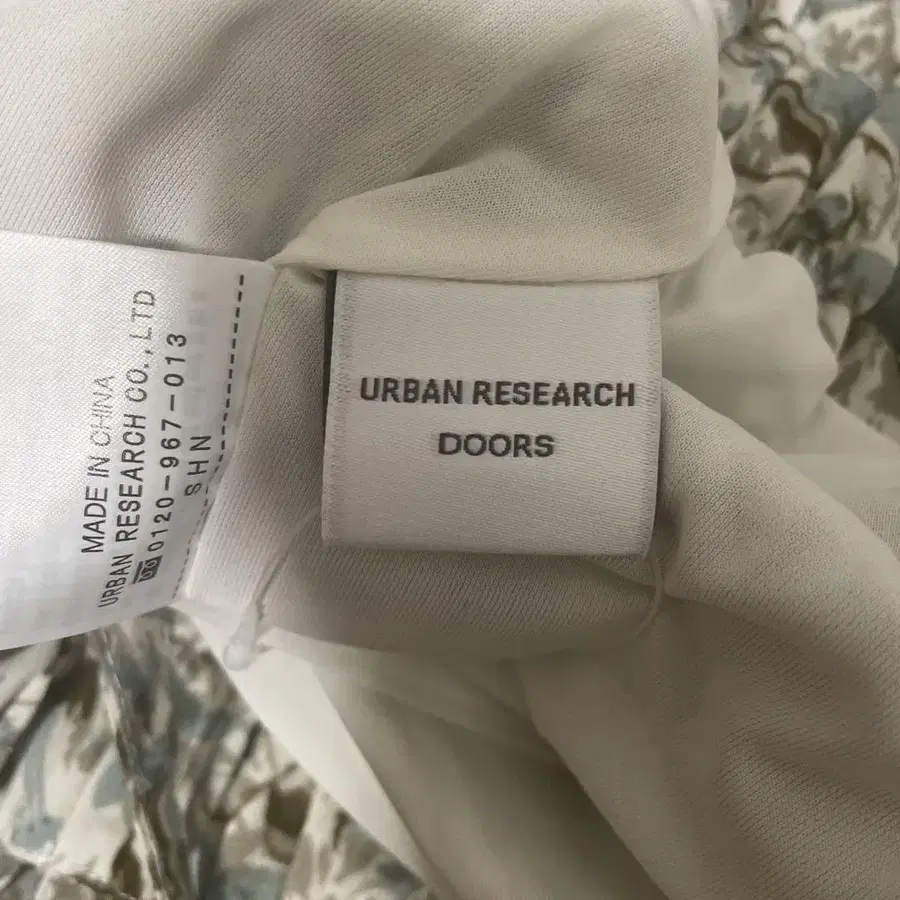 MADE IN CHINA
URBAN RESEARCH CO., LTD
0120-967-013
SHN
URBAN RESEARCH
DOORS